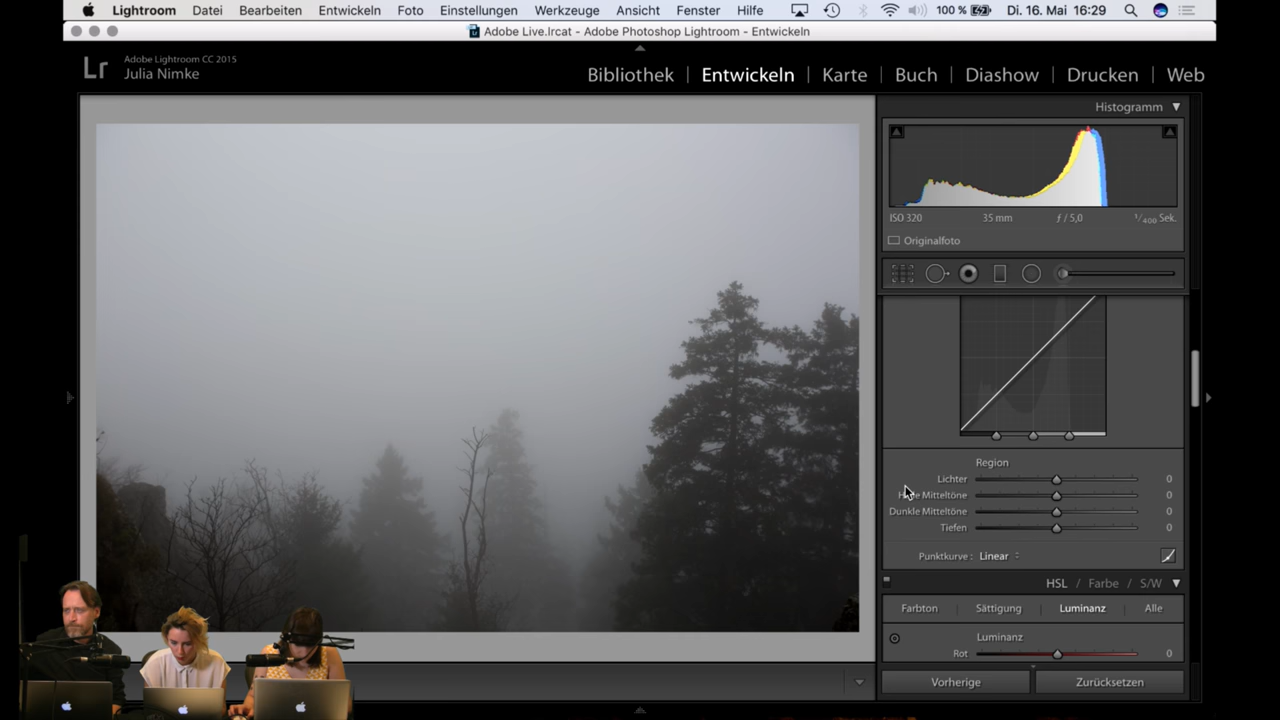 Lightroom Datei Bearbeiten Entwickeln Foto Einstellungen Werkzeuge Ansicht Fenster Hilfe 100 % Di. 16. Mai 16:29
Adobe Live.lrcat - Adobe Photoshop Lightroom - Entwickeln
Lr
Adobe Lightroom CC 2015
Julia Nimke
Bibliothek | Entwickeln | Karte | Buch | Diashow | Drucken | Web
Histogramm
ISO 320 35 mm ƒ / 5,0 1/400 Sek.
Originalfoto
Region
Lichter 0
Mitteltöne 0
Dunkle Mitteltöne 0
Tiefen 0
Punktkurve : Linear
HSL / Farbe / S/W
Farbton Sättigung Luminanz Alle
Luminanz
Rot 0
Vorherige Zurücksetzen